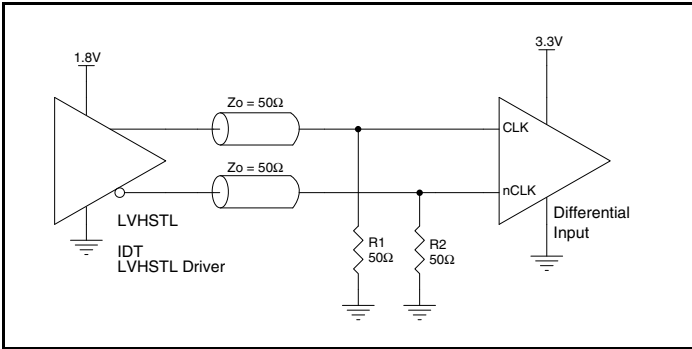 1.8V
3.3V
Zo = 50Ω
CLK
Zo = 50Ω
nCLK
LVHSTL
IDT
LVHSTL Driver
R1
50Ω
R2
50Ω
Differential
Input